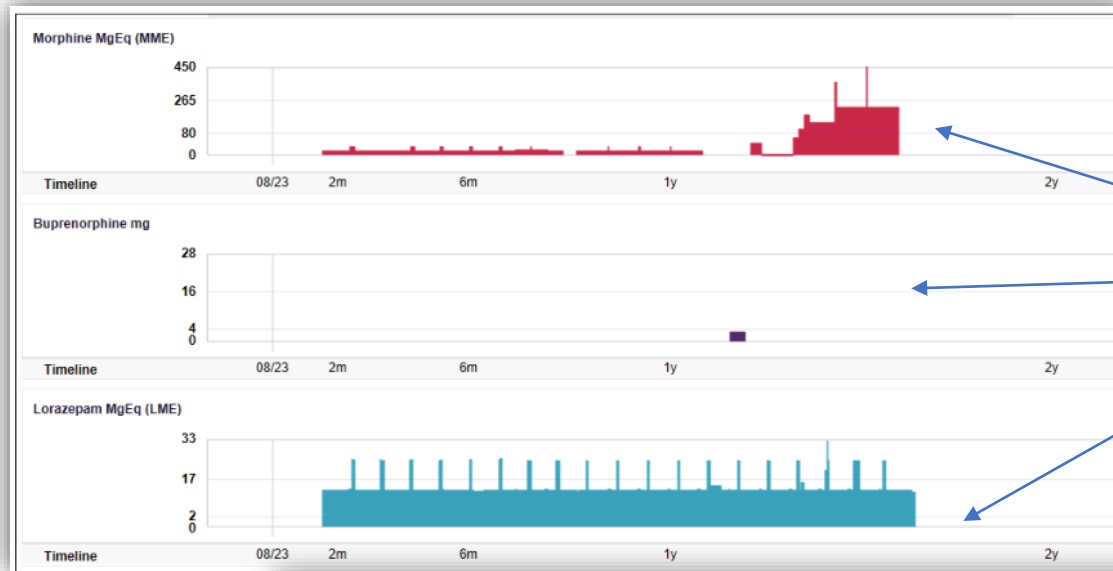 Morphine MgEq (MME)
450
265
80
0
Timeline 08/23 2m 6m 1y 2y
Buprenorphine mg
28
16
4
0
Timeline 08/23 2m 6m 1y 2y
Lorazepam MgEq (LME)
33
17
2
0
Timeline 08/23 2m 6m 1y 2y